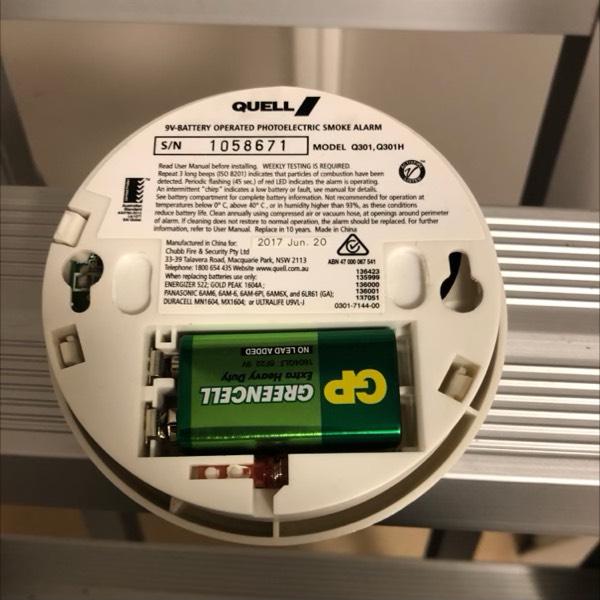 QUELL
9V-BATTERY OPERATED PHOTOELECTRIC SMOKE ALARM
S/N 1058671 MODEL Q301, Q301H
Read User Manual before installing. WEEKLY TESTING IS REQUIRED.
Repeat 3 long beeps (ISO 8201) indicates that particles of combustion have been
detected. Periodic flashing (45 sec.) of red LED indicates the alarm is operating.
An intermittent "chirp" indicates a low battery or fault, see manual for details.
See battery compartment for complete battery information. Not recommended for operation at
temperatures below 0° C, above 40° C, or in humidity higher than 93%, as these conditions
reduce battery life. Clean annually using compressed air or vacuum hose, at openings around perimeter
of alarm. If cleaning does not restore to normal operation, the alarm should be replaced. For further
information, refer to User Manual. Replace in 10 years. Made in China
Australian
Standard
Manufactured in China for: 2017 Jun. 20
Chubb Fire & Security Pty Ltd
33-39 Talavera Road, Macquarie Park, NSW 2113
Telephone: 1800 654 435 Website www.quell.com.au
When replacing batteries use only:
ENERGIZER 522; GOLD PEAK 1604A;
PANASONIC 6AM6, 6AM-6, 6AM-6PI, 6AM6X, and 6LR61 (GA);
DURACELL MN1604, MX1604; or ULTRALIFE U9VL-J
ABN 47 000 067 541
136423
135999
136000
136001
137051
0301-7144-00
GP
GREENCELL
Extra Heavy Duty
1604GLF 6F22 9V
NO LEAD ADDED